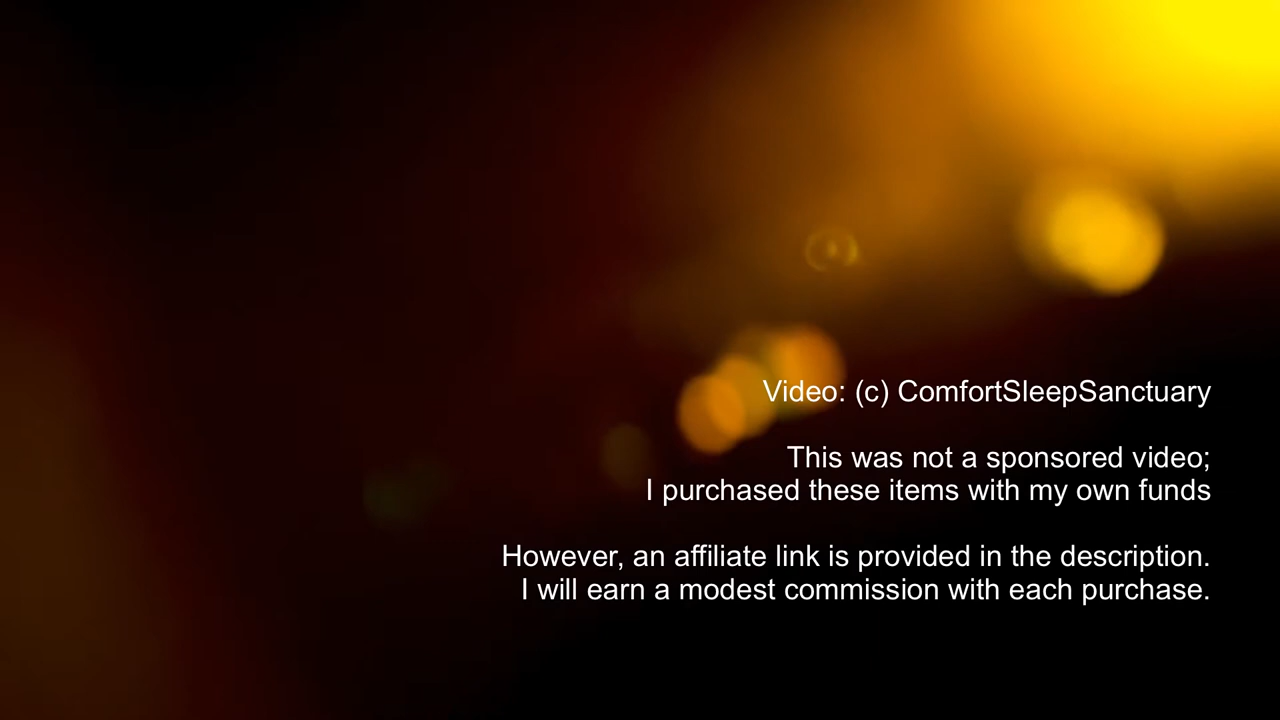 Video: (c) ComfortSleepSanctuary
This was not a sponsored video;
I purchased these items with my own funds
However, an affiliate link is provided in the description.
I will earn a modest commission with each purchase.